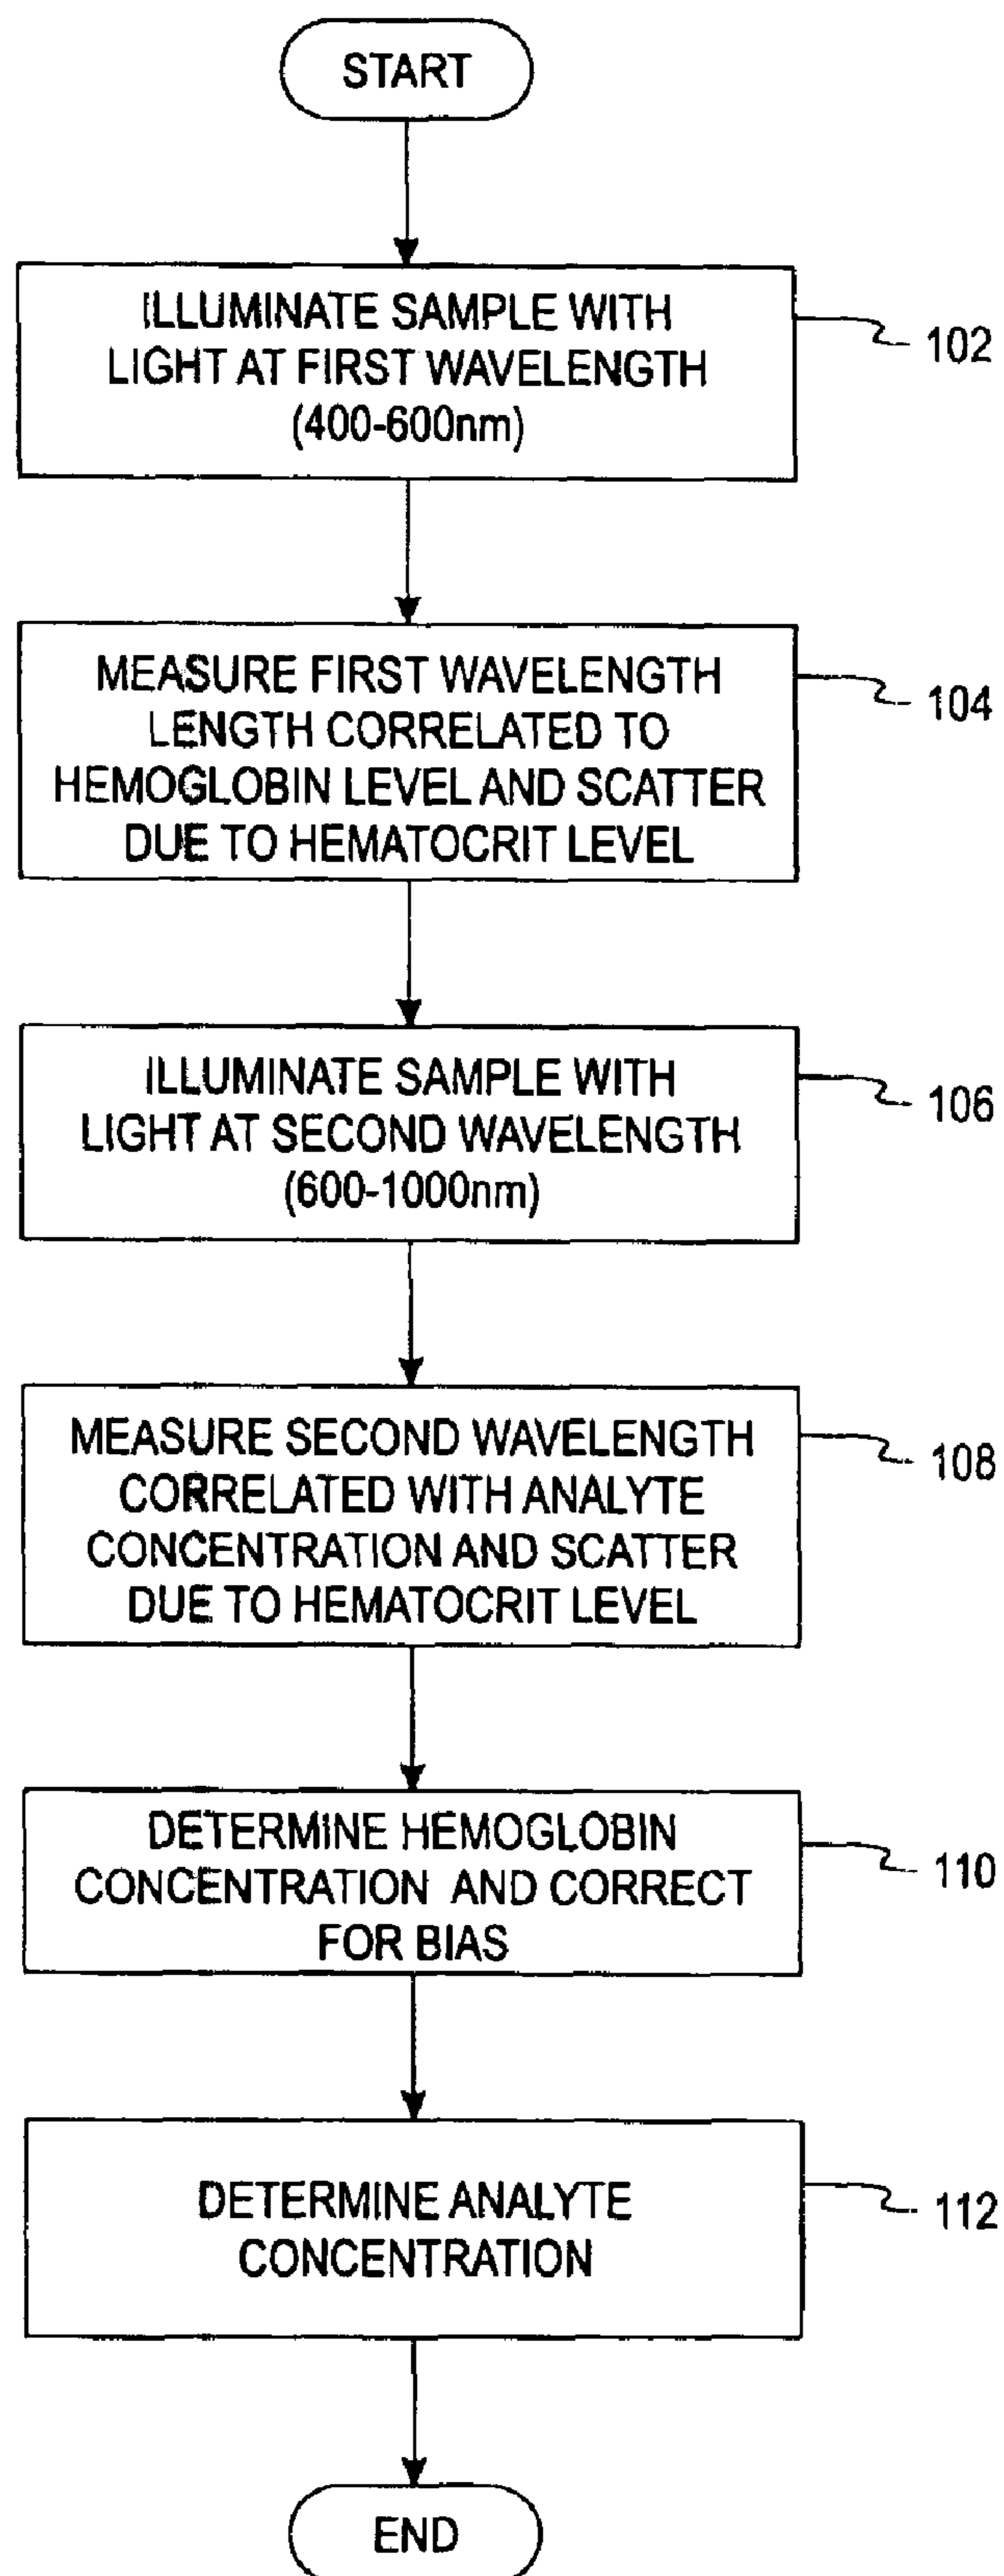 START
ILLUMINATE SAMPLE WITH
LIGHT AT FIRST WAVELENGTH
(400-600nm)
102
MEASURE FIRST WAVELENGTH
LENGTH CORRELATED TO
HEMOGLOBIN LEVEL AND SCATTER
DUE TO HEMATOCRIT LEVEL
104
ILLUMINATE SAMPLE WITH
LIGHT AT SECOND WAVELENGTH
(600-1000nm)
106
MEASURE SECOND WAVELENGTH
CORRELATED WITH ANALYTE
CONCENTRATION AND SCATTER
DUE TO HEMATOCRIT LEVEL
108
DETERMINE HEMOGLOBIN
CONCENTRATION AND CORRECT
FOR BIAS
110
DETERMINE ANALYTE
CONCENTRATION
112
END